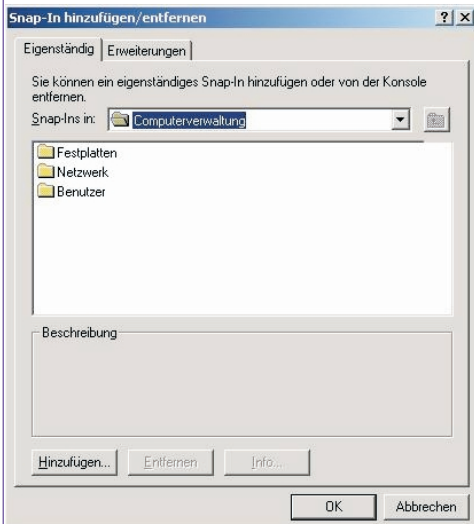 Snap-In hinzufügen/entfernen
Eigenständig
Erweiterungen
Sie können ein eigenständiges Snap-In hinzufügen oder von der Konsole
entfernen.
Snap-Ins in:
Computerverwaltung
Festplatten
Netzwerk
Benutzer
Beschreibung
Hinzufügen...
Entfernen
Info...
OK
Abbrechen